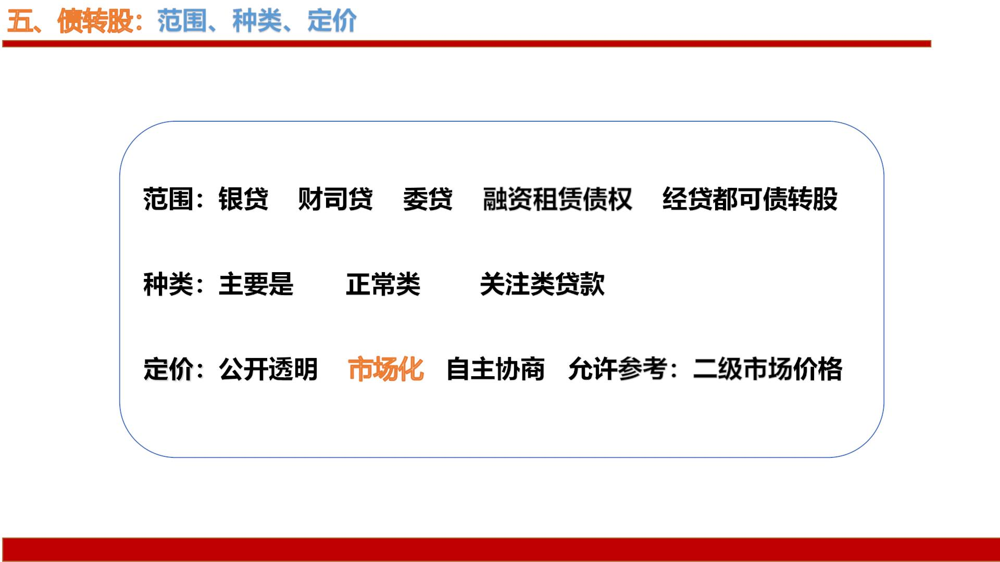 五、债转股：范围、种类、定价
范围：银贷 财司贷 委贷 融资租赁债权 经贷都可债转股
种类：主要是 正常类 关注类贷款
定价：公开透明 市场化 自主协商 允许参考：二级市场价格